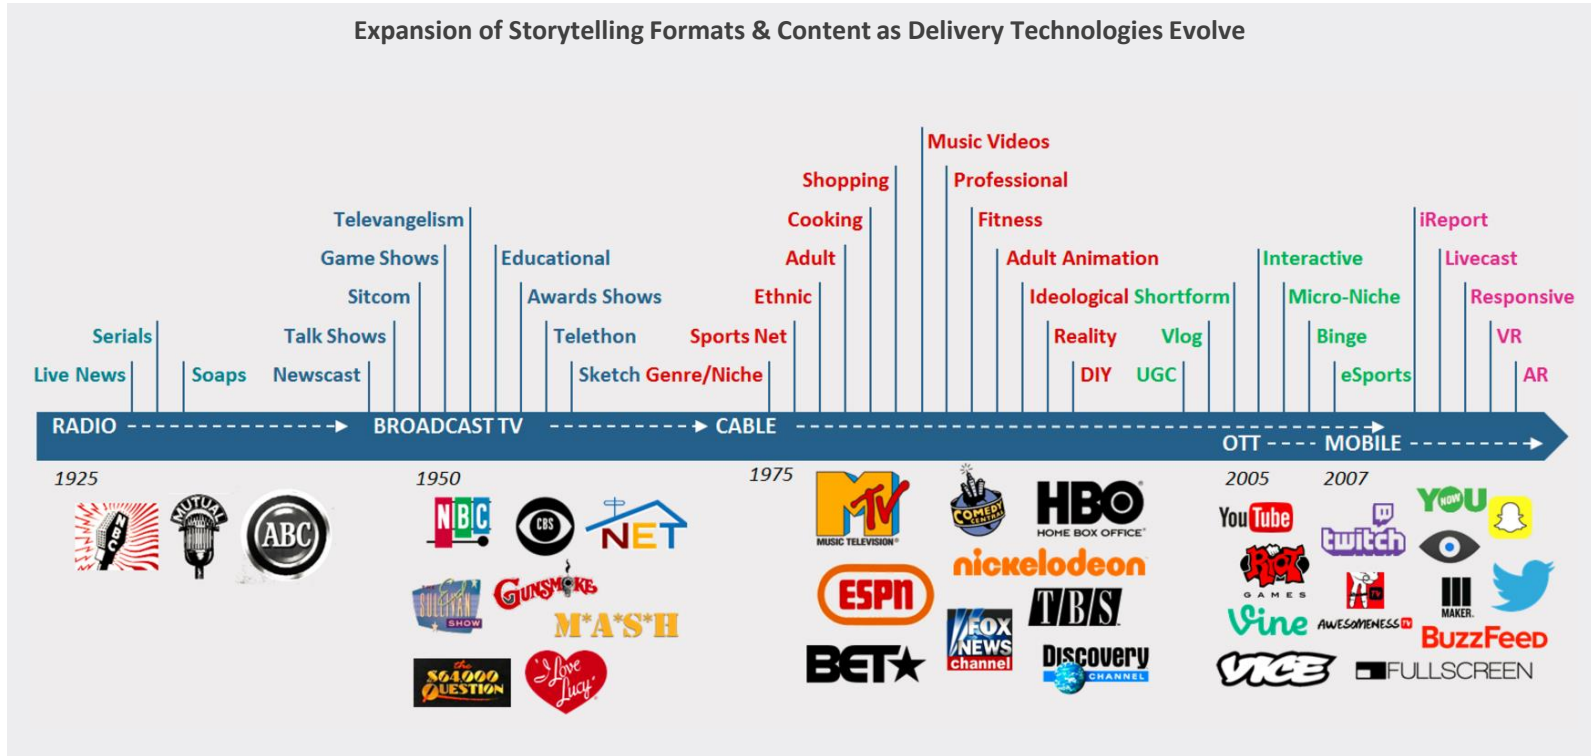 Expansion of Storytelling Formats & Content as Delivery Technologies Evolve
Music Videos
Shopping
Professional
Televangelism
Cooking
Fitness
iReport
Game Shows
Educational
Adult
Adult Animation
Interactive
Livecast
Sitcom
Awards Shows
Ethnic
Ideological
Shortform
Micro-Niche
Responsive
Serials
Talk Shows
Telethon
Sports Net
Reality
Vlog
Binge
VR
Live News
Soaps
Newscast
Sketch
Genre/Niche
DIY
UGC
eSports
AR
RADIO
BROADCAST TV
CABLE
OTT
MOBILE
1925
1950
1975
2005
2007
NBC
MUTUAL
ABC
NBC
CBS
NET
Ed
SULLIVAN
SHOW
GUNSMOKE
M*A*S*H
the
$64000
QUESTION
I Love
Lucy
MTV
MUSIC TELEVISION®
COMEDY
CENTRAL
HBO®
HOME BOX OFFICE®
nickelodeon
ESPN
FOX
NEWS
channel
TBS
BET
DISCOVERY
CHANNEL
YouTube
twitch
YOU
NOW
RIOT
GAMES
Vine
TV
AWESOMENESS TV
MAKER.
BuzzFeed
VICE
FULLSCREEN